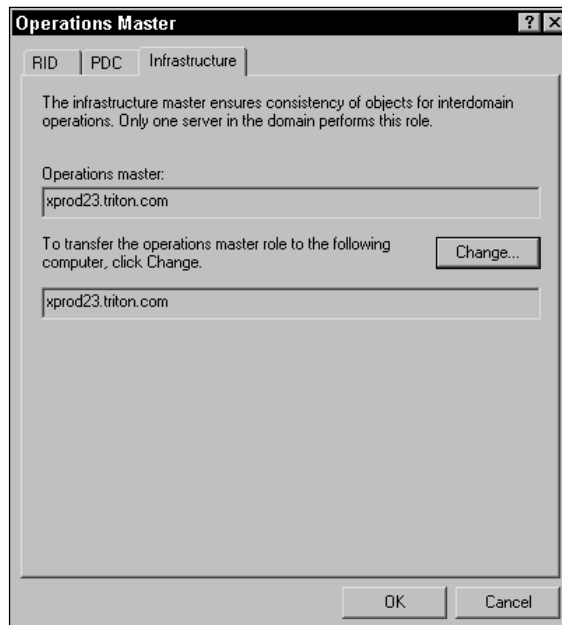 Operations Master
RID
PDC
Infrastructure
The infrastructure master ensures consistency of objects for interdomain
operations. Only one server in the domain performs this role.
Operations master:
xprod23.triton.com
To transfer the operations master role to the following
computer, click Change.
Change...
xprod23.triton.com
OK
Cancel